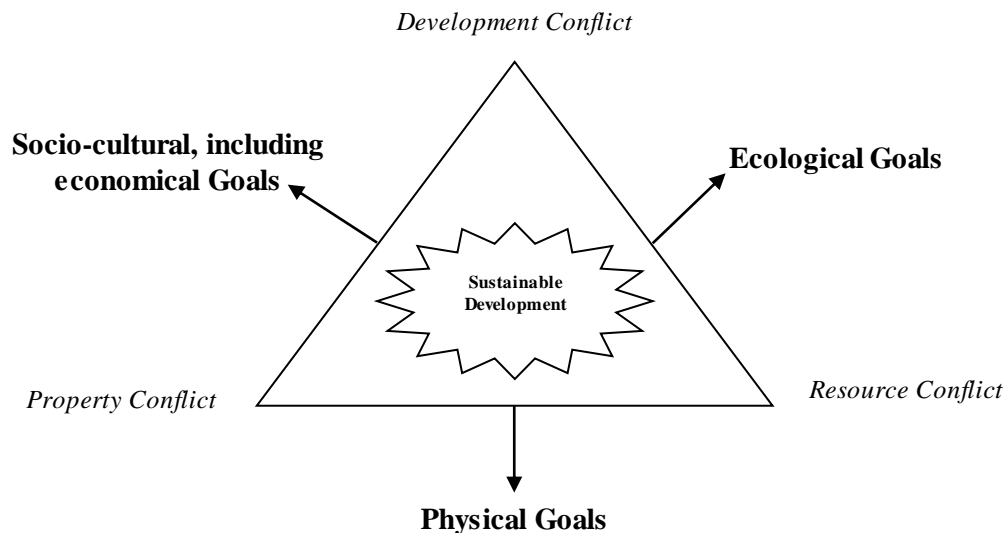 Development Conflict
Socio-cultural, including
economical Goals
Ecological Goals
Sustainable
Development
Property Conflict
Resource Conflict
Physical Goals